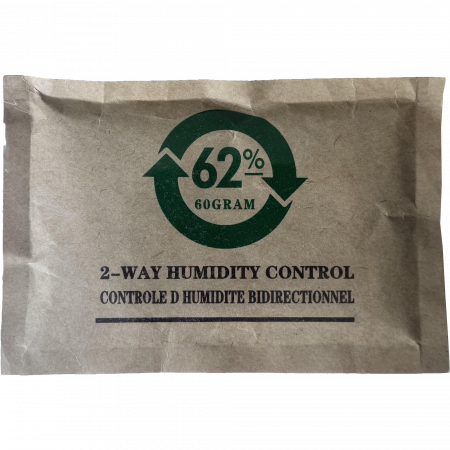 62%
60GRAM
2-WAY HUMIDITY CONTROL
CONTROLE D HUMIDITE BIDIRECTIONNEL